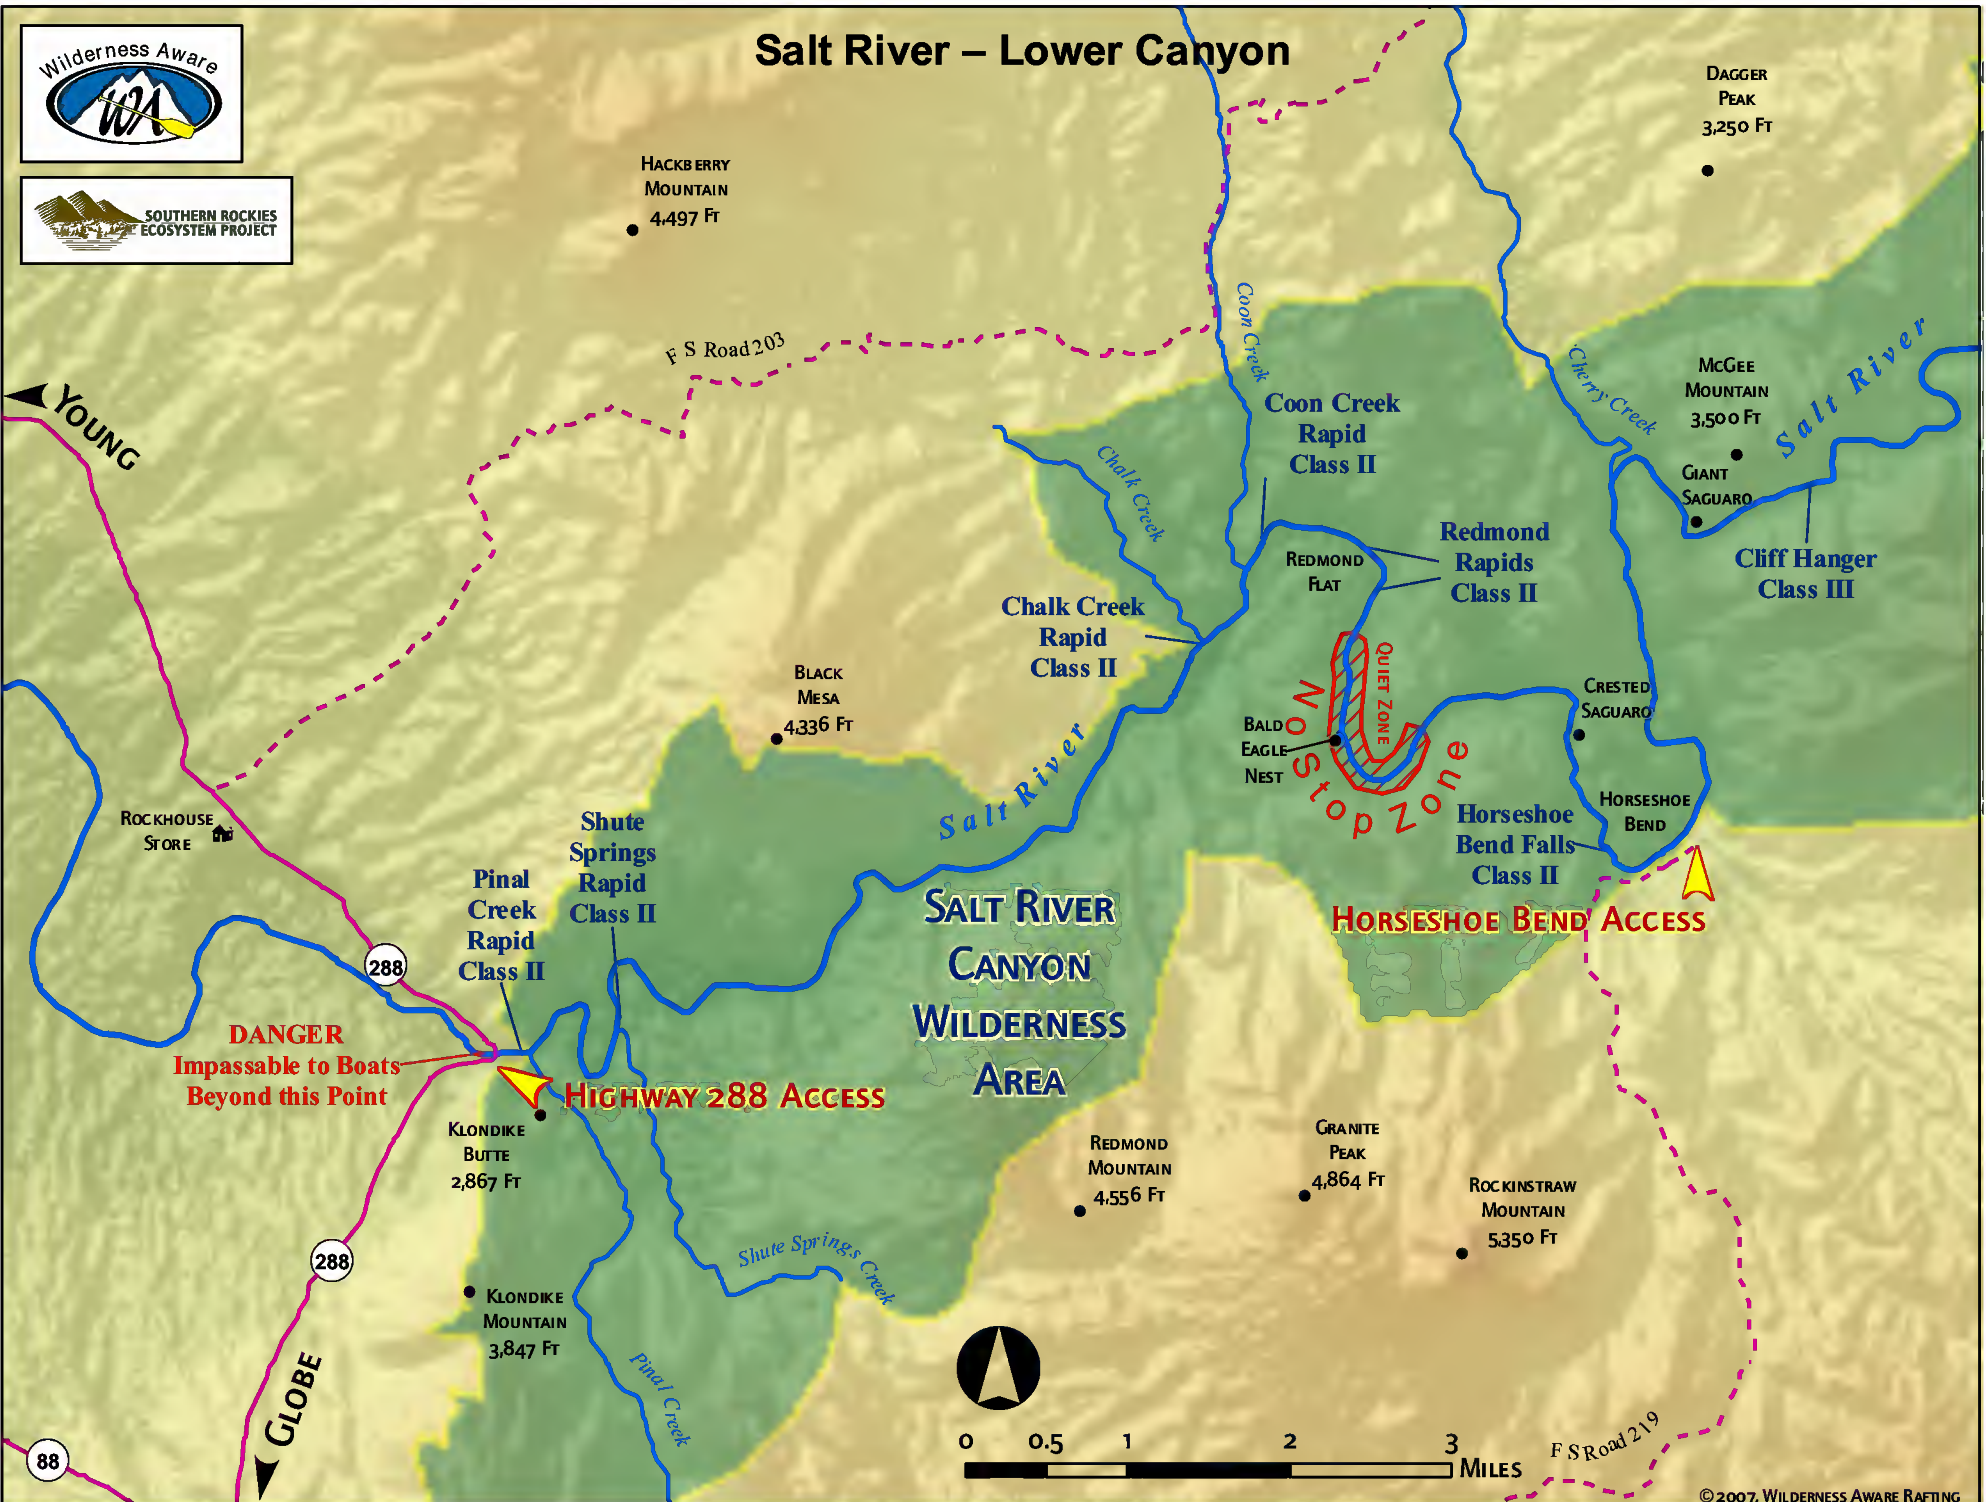 Salt River – Lower Canyon
Wilderness Aware
WA
SOUTHERN ROCKIES
ECOSYSTEM PROJECT
HACKBERRY
MOUNTAIN
4,497 FT
DAGGER
PEAK
3,250 FT
F S Road 203
YOUNG
Coon Creek
Cherry Creek
Salt River
MCGEE
MOUNTAIN
3,500 FT
GIANT
SAGUARO
Coon Creek
Rapid
Class II
Chalk Creek
Redmond
Rapids
Class II
REDMOND
FLAT
Cliff Hanger
Class III
Chalk Creek
Rapid
Class II
QUIET ZONE
No Stop Zone
BALD
EAGLE
NEST
CRESTED
SAGUARO
BLACK
MESA
4,336 FT
Salt River
ROCKHOUSE
STORE
HORSESHOE
BEND
Horseshoe
Bend Falls
Class II
HORSESHOE BEND ACCESS
Shute
Springs
Rapid
Class II
Pinal
Creek
Rapid
Class II
SALT RIVER
CANYON
WILDERNESS
AREA
288
DANGER
Impassable to Boats
Beyond this Point
HIGHWAY 288 ACCESS
KLONDIKE
BUTTE
2,867 FT
REDMOND
MOUNTAIN
4,556 FT
GRANITE
PEAK
4,864 FT
ROCKINSTRAW
MOUNTAIN
5,350 FT
288
Shute Springs Creek
KLONDIKE
MOUNTAIN
3,847 FT
Pinal Creek
GLOBE
88
0 0.5 1 2 3
MILES
F S Road 219
©2007, WILDERNESS AWARE RAFTING